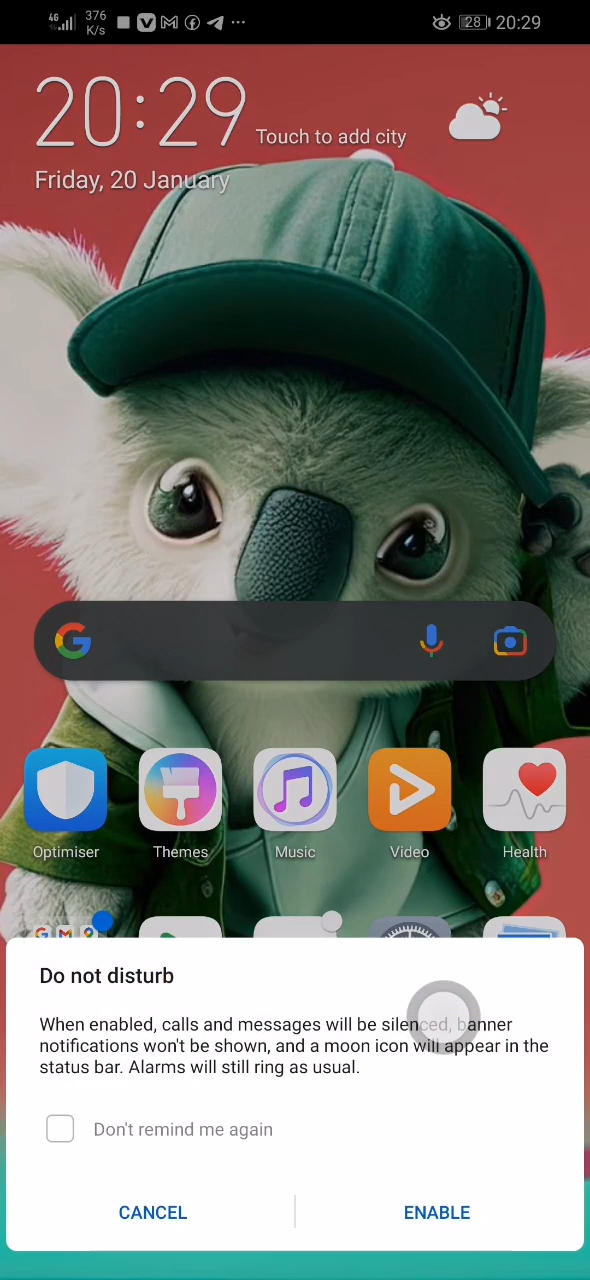 4G 376 K/s 28 20:29
20:29 Touch to add city
Friday, 20 January
Optimiser Themes Music Video Health
Do not disturb
When enabled, calls and messages will be silenced, banner
notifications won't be shown, and a moon icon will appear in the
status bar. Alarms will still ring as usual.
Don't remind me again
CANCEL ENABLE